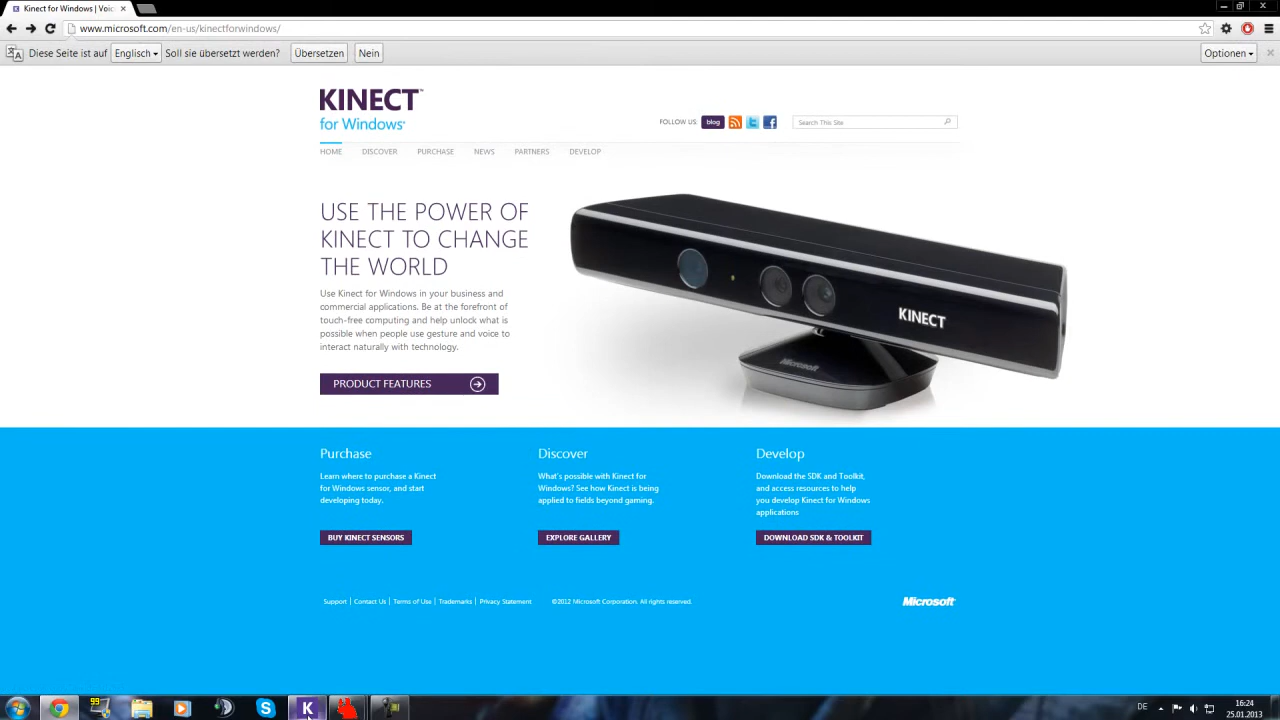 Kinect for Windows | Voic
www.microsoft.com/en-us/kinectforwindows/
Diese Seite ist auf Englisch Soll sie übersetzt werden? Übersetzen Nein Optionen
KINECT™
for Windows®
FOLLOW US: blog Search This Site
HOME DISCOVER PURCHASE NEWS PARTNERS DEVELOP
USE THE POWER OF
KINECT TO CHANGE
THE WORLD
Use Kinect for Windows in your business and
commercial applications. Be at the forefront of
touch-free computing and help unlock what is
possible when people use gesture and voice to
interact naturally with technology.
PRODUCT FEATURES
KINECT
Microsoft
Purchase
Learn where to purchase a Kinect
for Windows sensor, and start
developing today.
BUY KINECT SENSORS
Discover
What's possible with Kinect for
Windows? See how Kinect is being
applied to fields beyond gaming.
EXPLORE GALLERY
Develop
Download the SDK and Toolkit,
and access resources to help
you develop Kinect for Windows
applications
DOWNLOAD SDK & TOOLKIT
Support | Contact Us | Terms of Use | Trademarks | Privacy Statement ©2012 Microsoft Corporation. All rights reserved.
Microsoft®
99
K
DE
16:24
25.01.2013